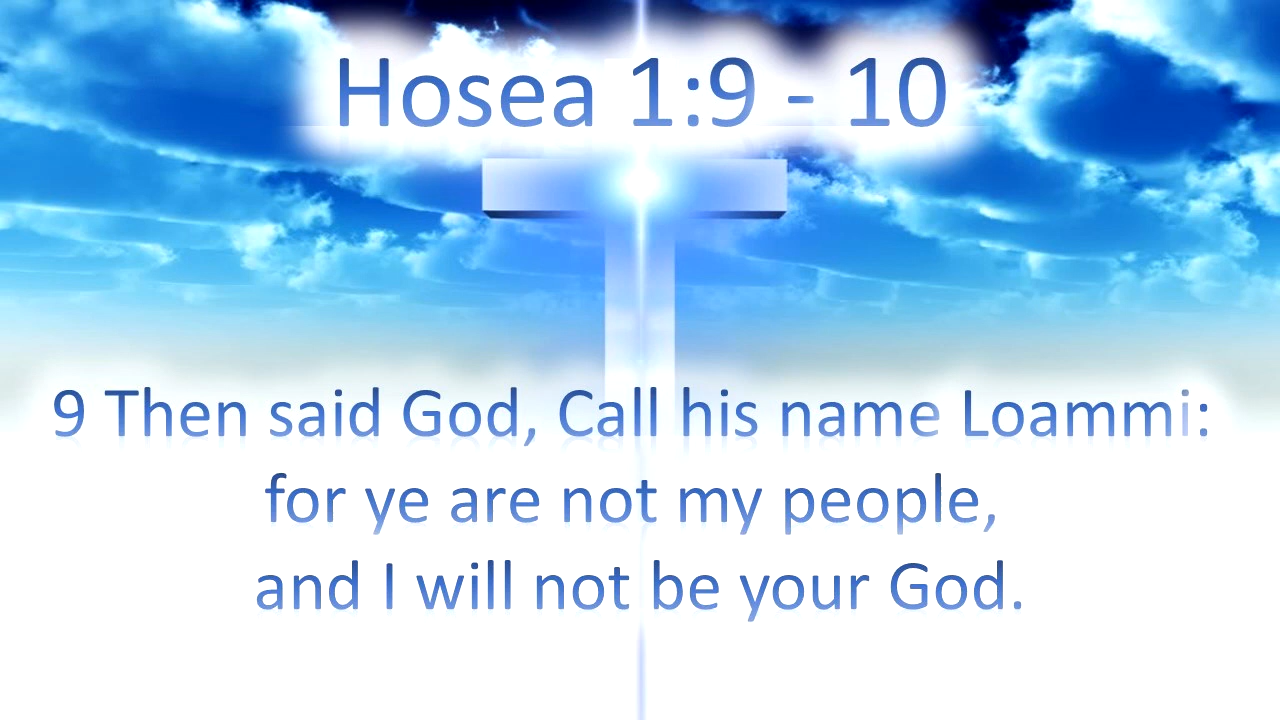 Hosea 1:9 - 10
9 Then said God, Call his name Loammi:
for ye are not my people,
and I will not be your God.